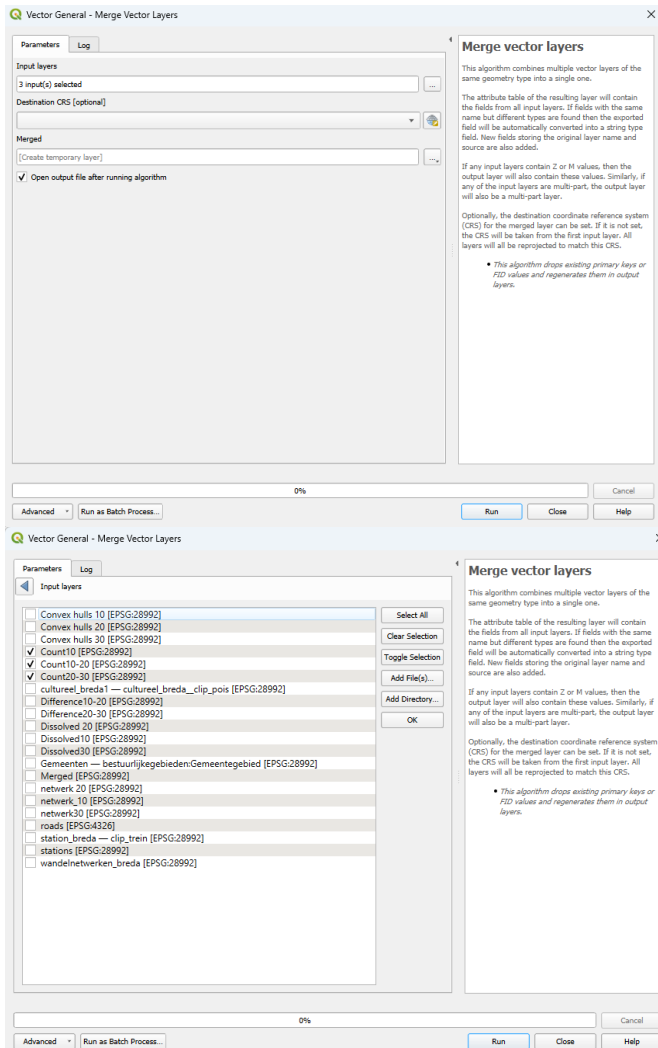 Vector General - Merge Vector Layers
Parameters
Log
Input layers
3 input(s) selected
...
Destination CRS [optional]
Merged
[Create temporary layer]
...
Open output file after running algorithm
Merge vector layers
This algorithm combines multiple vector layers of the
same geometry type into a single one.
The attribute table of the resulting layer will contain
the fields from all input layers. If fields with the same
name but different types are found then the exported
field will be automatically converted into a string type
field. New fields storing the original layer name and
source are also added.
If any input layers contain Z or M values, then the
output layer will also contain these values. Similarly, if
any of the input layers are multi-part, the output layer
will also be a multi-part layer.
Optionally, the destination coordinate reference system
(CRS) for the merged layer can be set. If it is not set,
the CRS will be taken from the first input layer. All
layers will all be reprojected to match this CRS.
• This algorithm drops existing primary keys or
FID values and regenerates them in output
layers.
0%
Cancel
Advanced
Run as Batch Process...
Run
Close
Help
Vector General - Merge Vector Layers
Parameters
Log
Input layers
Convex hulls 10 [EPSG:28992]
Convex hulls 20 [EPSG:28992]
Convex hulls 30 [EPSG:28992]
Count10 [EPSG:28992]
Count10-20 [EPSG:28992]
Count20-30 [EPSG:28992]
cultureel_breda1 — cultureel_breda__clip_pois [EPSG:28992]
Difference10-20 [EPSG:28992]
Difference20-30 [EPSG:28992]
Dissolved 20 [EPSG:28992]
Dissolved10 [EPSG:28992]
Dissolved30 [EPSG:28992]
Gemeenten — bestuurlijkegebieden:Gemeentegebied [EPSG:28992]
Merged [EPSG:28992]
netwerk 20 [EPSG:28992]
netwerk_10 [EPSG:28992]
netwerk30 [EPSG:28992]
roads [EPSG:4326]
station_breda — clip_trein [EPSG:28992]
stations [EPSG:28992]
wandelnetwerken_breda [EPSG:28992]
Select All
Clear Selection
Toggle Selection
Add File(s)...
Add Directory...
OK
Merge vector layers
This algorithm combines multiple vector layers of the
same geometry type into a single one.
The attribute table of the resulting layer will contain
the fields from all input layers. If fields with the same
name but different types are found then the exported
field will be automatically converted into a string type
field. New fields storing the original layer name and
source are also added.
If any input layers contain Z or M values, then the
output layer will also contain these values. Similarly, if
any of the input layers are multi-part, the output layer
will also be a multi-part layer.
Optionally, the destination coordinate reference system
(CRS) for the merged layer can be set. If it is not set,
the CRS will be taken from the first input layer. All
layers will all be reprojected to match this CRS.
• This algorithm drops existing primary keys or
FID values and regenerates them in output
layers.
0%
Cancel
Advanced
Run as Batch Process...
Run
Close
Help